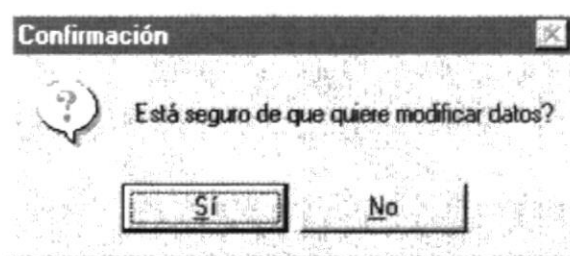 Confirmación
Está seguro de que quiere modificar datos?
Sí
No